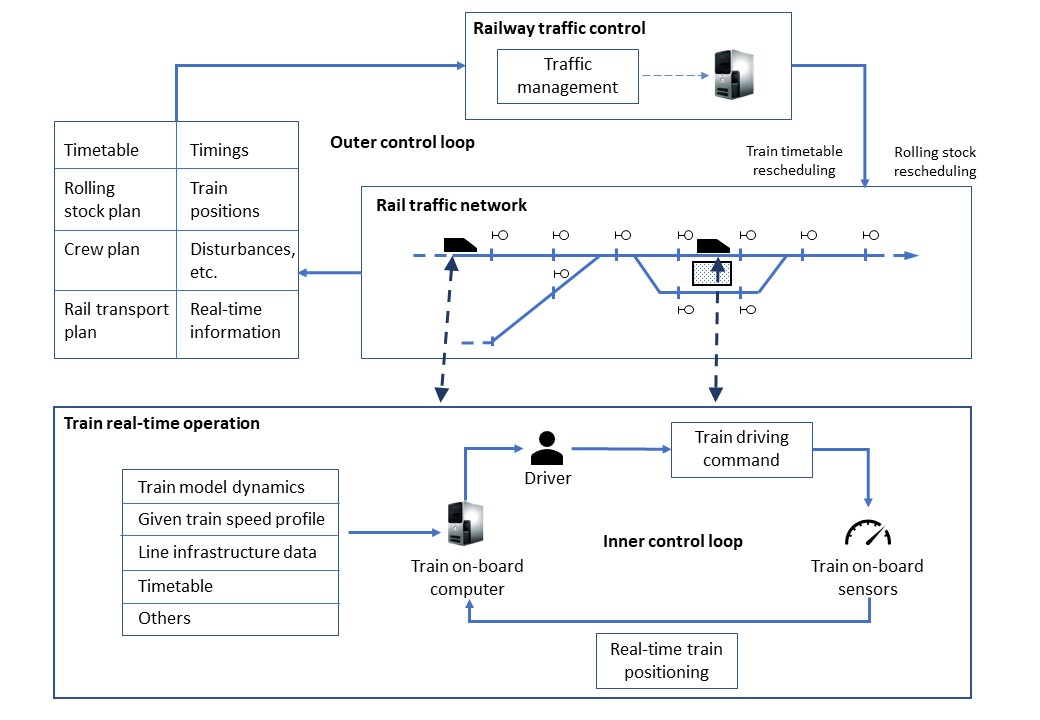 Railway traffic control
Traffic
management
Outer control loop
Train timetable
rescheduling
Rolling stock
rescheduling
Timetable
Timings
Rolling
stock plan
Train
positions
Crew plan
Disturbances,
etc.
Rail transport
plan
Real-time
information
Rail traffic network
Train real-time operation
Train model dynamics
Given train speed profile
Line infrastructure data
Timetable
Others
Driver
Train driving
command
Train on-board
computer
Inner control loop
Train on-board
sensors
Real-time train
positioning